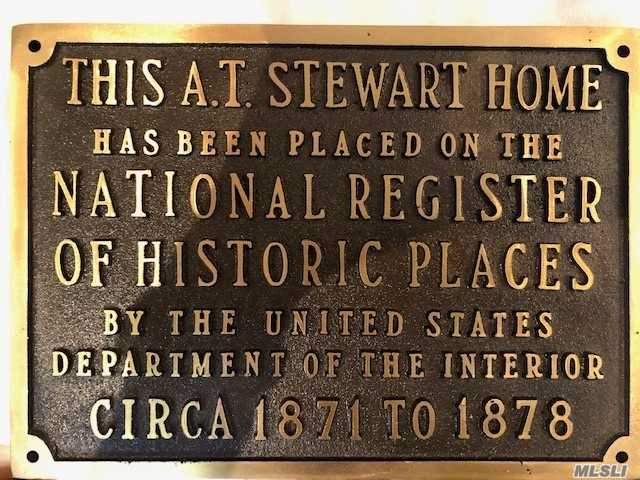 THIS A.T. STEWART HOME
HAS BEEN PLACED ON THE
NATIONAL REGISTER
OF HISTORIC PLACES
BY THE UNITED STATES
DEPARTMENT OF THE INTERIOR
CIRCA 1871 TO 1878
MLSLI